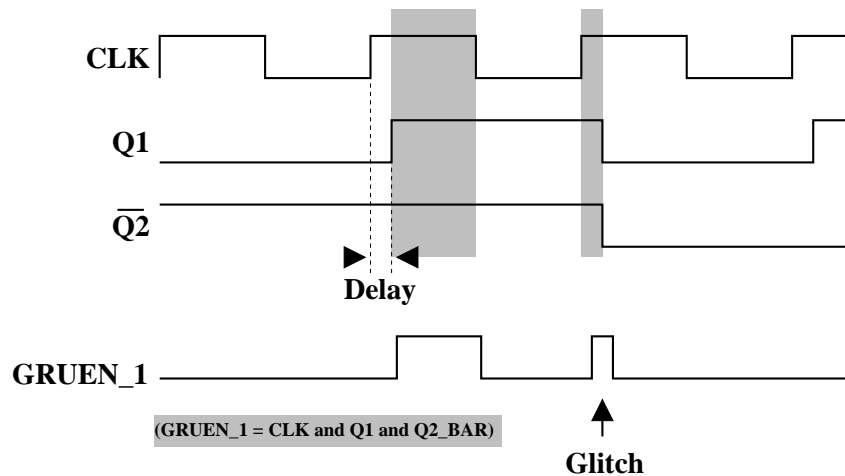 CLK
Q1
Q2
Delay
GRUEN_1
(GRUEN_1 = CLK and Q1 and Q2_BAR)
Glitch